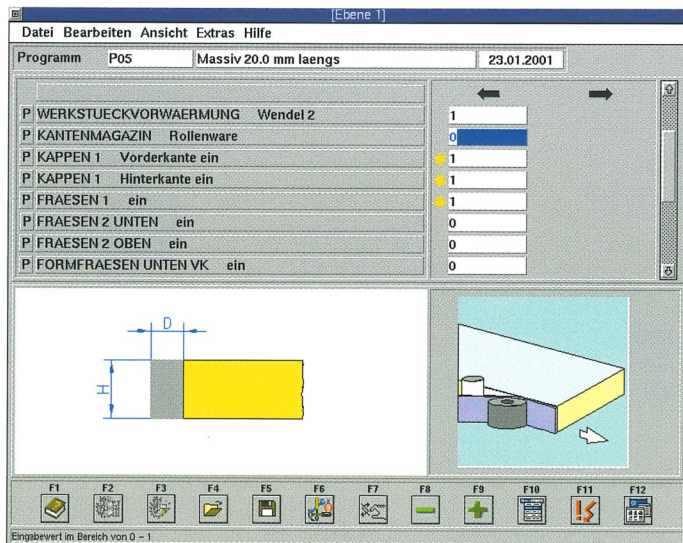 [Ebene 1]
Datei Bearbeiten Ansicht Extras Hilfe
Programm P05 Massiv 20.0 mm laengs 23.01.2001
P WERKSTUECKVORWAERMUNG Wendel 2 1
P KANTENMAGAZIN Rollenware 0
P KAPPEN 1 Vorderkante ein 1
P KAPPEN 1 Hinterkante ein 1
P FRAESEN 1 ein 1
P FRAESEN 2 UNTEN ein 0
P FRAESEN 2 OBEN ein 0
P FORMFRAESEN UNTEN VK ein 0
D
H
F1 F2 F3 F4 F5 F6 F7 F8 F9 F10 F11 F12
Eingabewert im Bereich von 0 - 1